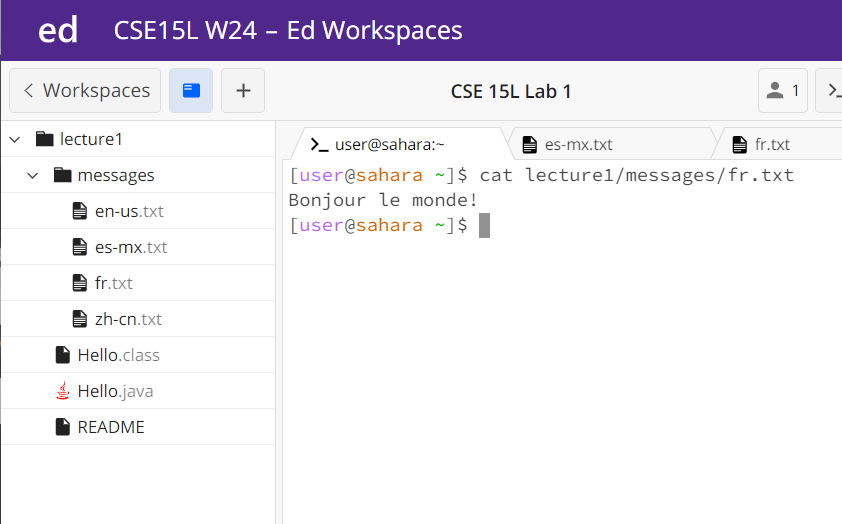 ed CSE15L W24 – Ed Workspaces
Workspaces
CSE 15L Lab 1
1
lecture1
messages
en-us.txt
es-mx.txt
fr.txt
zh-cn.txt
Hello.class
Hello.java
README
user@sahara:~ es-mx.txt fr.txt
[user@sahara ~]$ cat lecture1/messages/fr.txt
Bonjour le monde!
[user@sahara ~]$